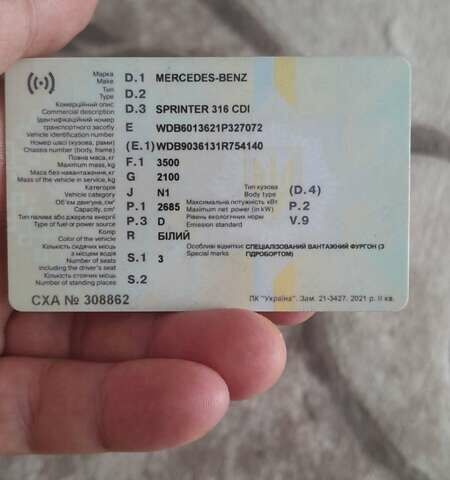 Марка D.1 MERCEDES-BENZ
Make
Тип D.2
Type
Комерційний опис D.3 SPRINTER 316 CDI
Commercial description
Ідентифікаційний номер
транспортного засобу E WDB6013621P327072
Vehicle identification number
Номер шасі (кузова, рами) (E.1) WDB9036131R754140
Chassis number (body, frame)
Повна маса, кг F.1 3500
Maximum mass, kg
Маса без навантаження, кг G 2100
Mass of the vehicle in service, kg
Категорія J N1 Тип кузова (D.4)
Vehicle category Body type
Об'єм двигуна, см³ P.1 2685 Максимальна потужність кВт P.2
Capacity, cm³ Maximum net power (in kW)
Тип палива або джерела енергії P.3 D Рівень екологічних норм V.9
Type of fuel or power source Emission standard
Колір R БІЛИЙ
Color of the vehicle
Кількість сидячих місць Особливі відмітки: СПЕЦІАЛІЗОВАНИЙ ВАНТАЖНИЙ ФУРГОН (З
з місцем водія S.1 3 Special marks ГІДРОБОРТОМ)
Number of seats
including the driver's seat
Кількість стоячих місць S.2
Number of standing places
СХА № 308862 ПК "Україна". Зам. 21-3427. 2021 р. II кв.